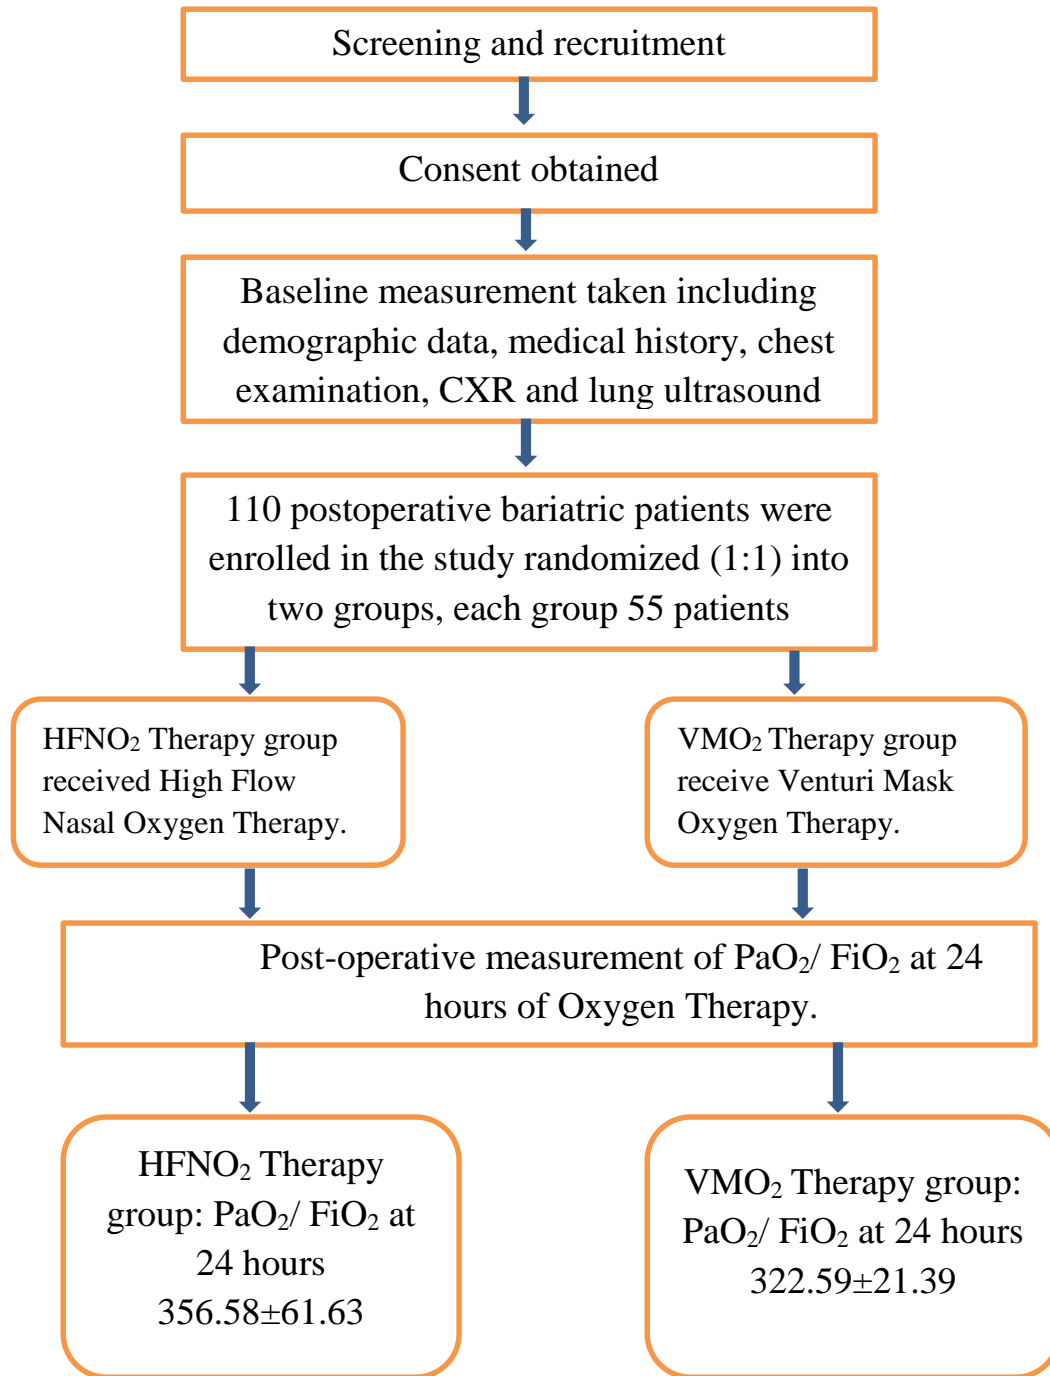 Screening and recruitment
Consent obtained
Baseline measurement taken including
demographic data, medical history, chest
examination, CXR and lung ultrasound
110 postoperative bariatric patients were
enrolled in the study randomized (1:1) into
two groups, each group 55 patients
HFNO₂ Therapy group
received High Flow
Nasal Oxygen Therapy.
VMO₂ Therapy group
receive Venturi Mask
Oxygen Therapy.
Post-operative measurement of PaO₂/ FiO₂ at 24
hours of Oxygen Therapy.
HFNO₂ Therapy
group: PaO₂/ FiO₂ at
24 hours
356.58±61.63
VMO₂ Therapy group:
PaO₂/ FiO₂ at 24 hours
322.59±21.39